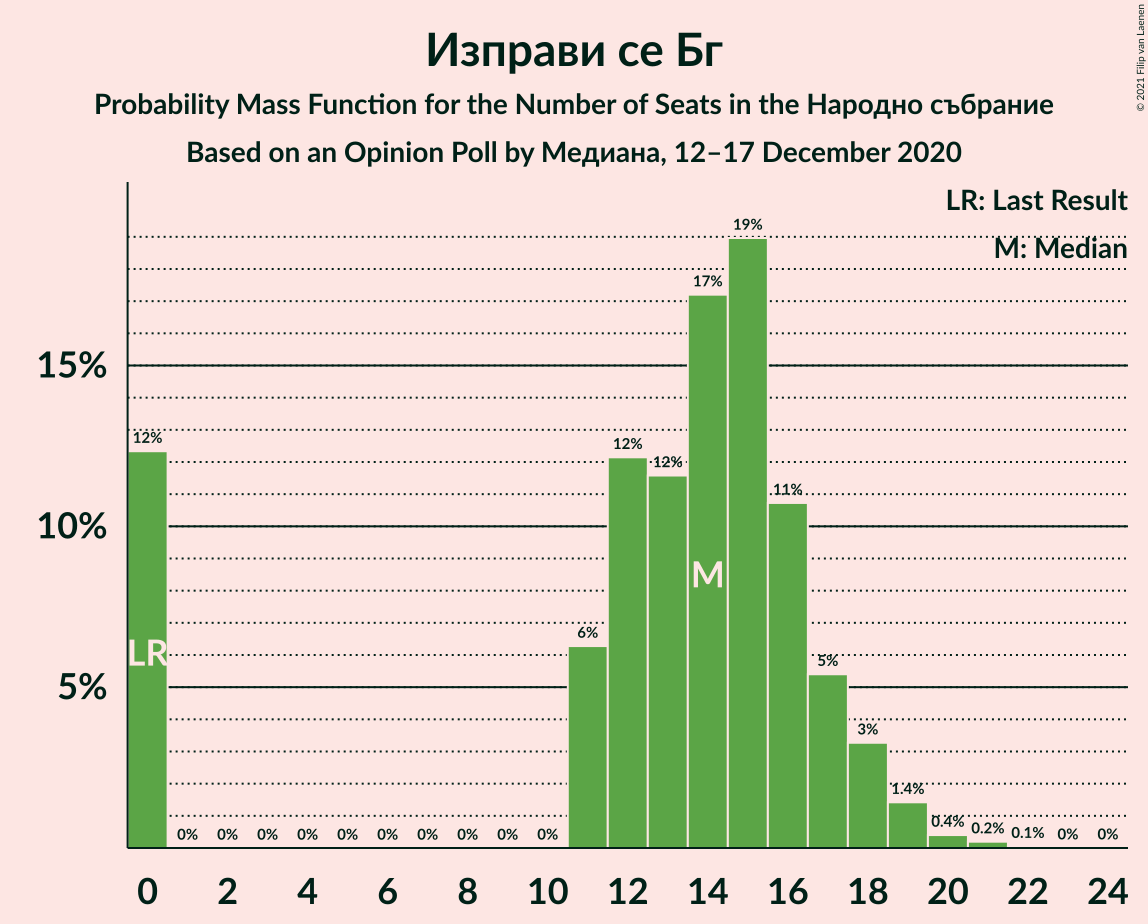 Изправи се Бг
Probability Mass Function for the Number of Seats in the Народно събрание
Based on an Opinion Poll by Медиана, 12–17 December 2020
© 2021 Filip van Laenen
LR: Last Result
M: Median
19%
17%
15%
12%
12%
12%
11%
10%
M
6%
LR
5%
5%
3%
1.4%
0% 0% 0% 0% 0% 0% 0% 0% 0% 0% 0.4% 0.2% 0.1% 0% 0%
0 2 4 6 8 10 12 14 16 18 20 22 24